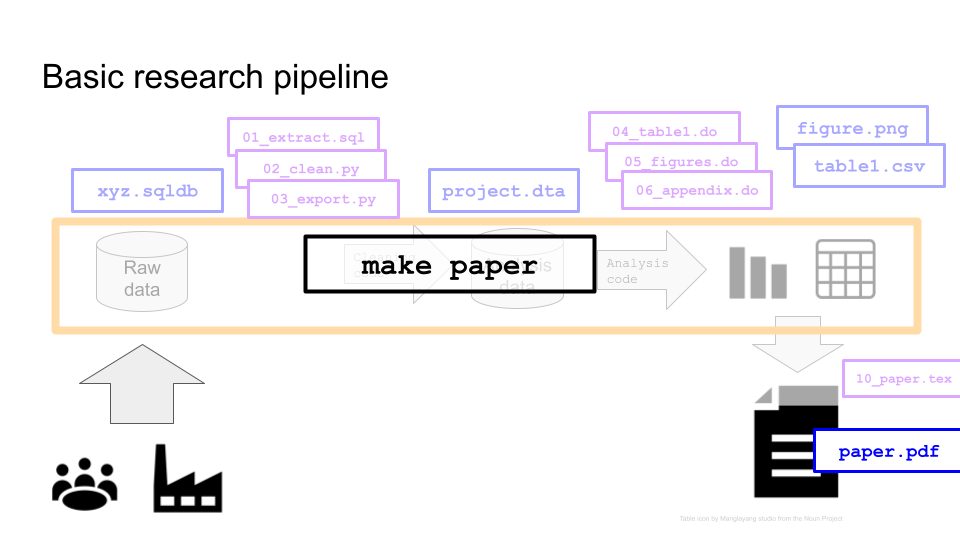 Basic research pipeline
01_extract.sql
02_clean.py
03_export.py
04_table1.do
05_figures.do
06_appendix.do
figure.png
table1.csv
xyz.sqldb
project.dta
Raw
data
make paper
data
Analysis
code
10_paper.tex
paper.pdf
Table icon by Manglayang studio from the Noun Project